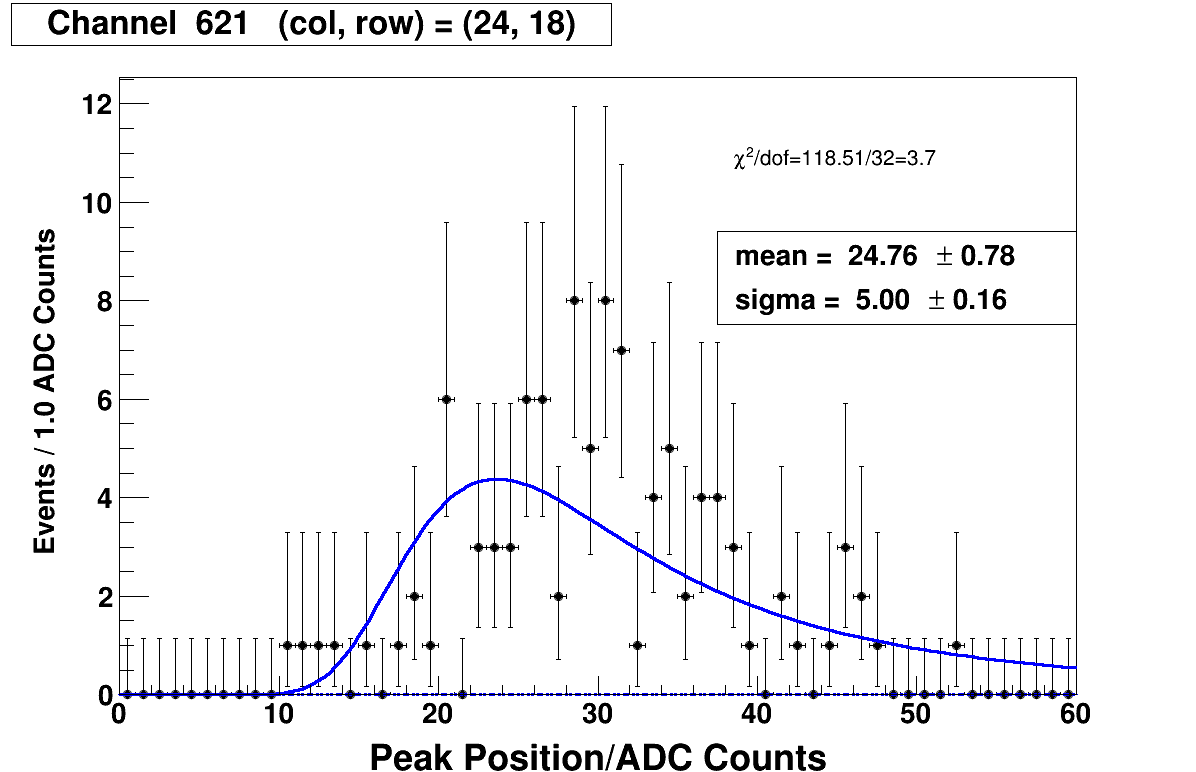 Channel 621 (col, row) = (24, 18)
12
χ²/dof=118.51/32=3.7
10
mean = 24.76 ± 0.78
8
sigma = 5.00 ± 0.16
6
4
2
0
Events / 1.0 ADC Counts
0 10 20 30 40 50 60
Peak Position/ADC Counts